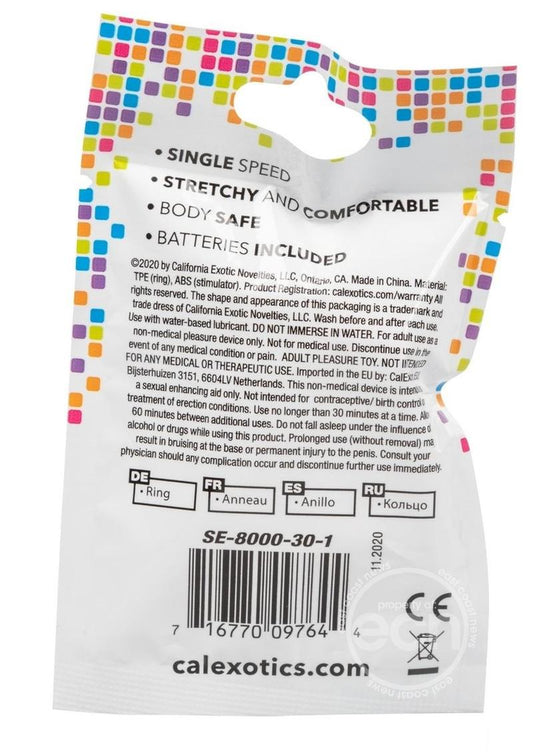 • SINGLE SPEED
• STRETCHY AND COMFORTABLE
• BODY SAFE
• BATTERIES INCLUDED
©2020 by California Exotic Novelties, LLC, Ontario, CA. Made in China. Material:
TPE (ring), ABS (stimulator). Product Registration: calexotics.com/warranty All
rights reserved. The shape and appearance of this packaging is a trademark and
trade dress of California Exotic Novelties, LLC. Wash before and after each use.
Use with water-based lubricant. DO NOT IMMERSE IN WATER. For adult use as a
non-medical pleasure device only. Not for medical use. Discontinue use in the
event of any medical condition or pain. ADULT PLEASURE TOY. NOT
FOR ANY MEDICAL OR THERAPEUTIC USE. Imported in the EU by:
Bijsterhuizen 3151, 6604LV Netherlands. This non-medical device is
a sexual enhancing aid only. Not intended for contraceptive/ birth control
treatment of erection conditions. Use no longer than 30 minutes at a time.
60 minutes between additional uses. Do not fall asleep under the influence
alcohol or drugs while using this product. Prolonged use (without removal)
result in bruising at the base or permanent injury to the penis. Consult your
physician should any complication occur and discontinue further use immediately.
DE
• Ring
FR
• Anneau
ES
• Anillo
RU
• Кольцо
SE-8000-30-1
11.2020
7 16770 09764 4
CE
calexotics.com
property of
ecn
east coast news
east coast news